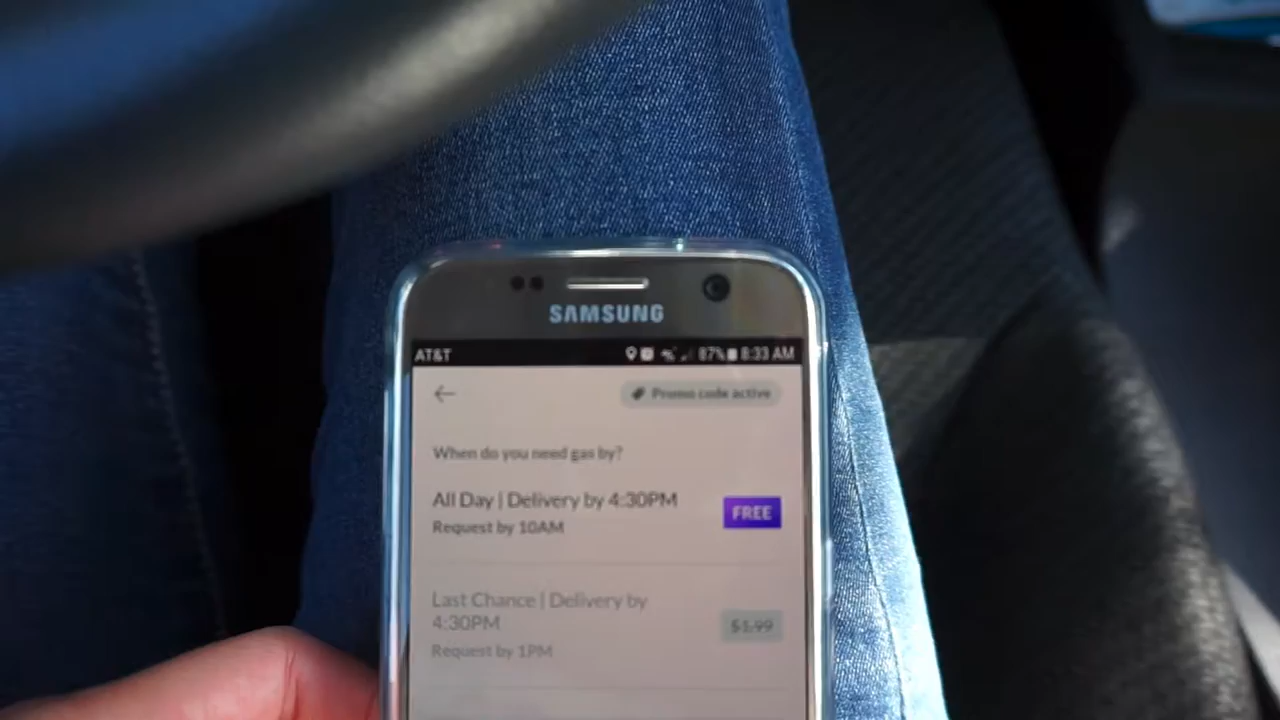 SAMSUNG
AT&T 87% 8:33 AM
Promo code active
When do you need gas by?
All Day | Delivery by 4:30PM
FREE
Request by 10AM
Last Chance | Delivery by
4:30PM
$1.99
Request by 1PM